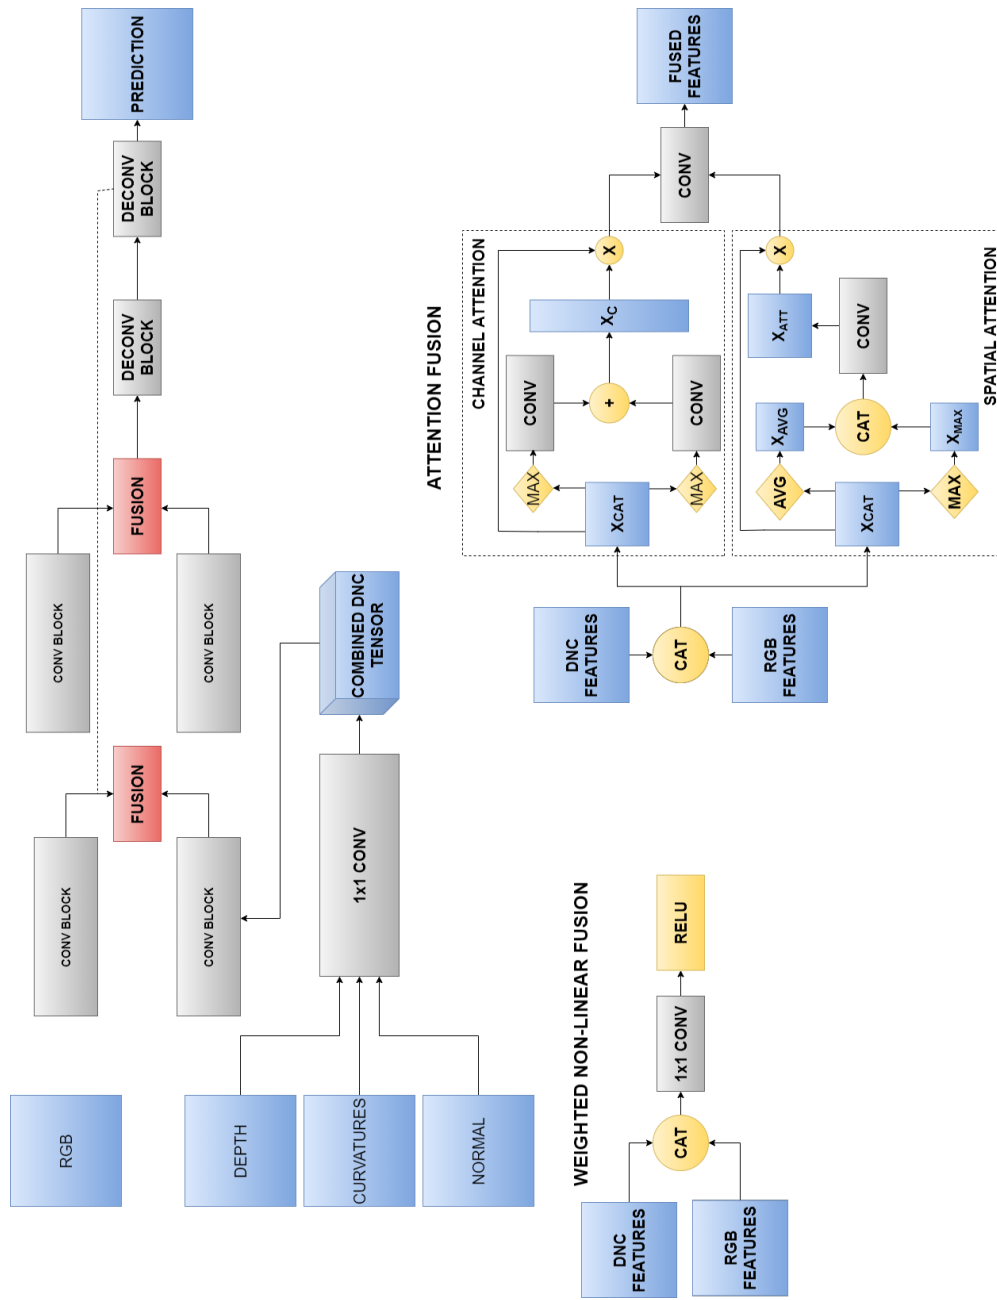 RGB
DEPTH
CURVATURES
NORMAL
CONV BLOCK
CONV BLOCK
1x1 CONV
FUSION
COMBINED DNC
TENSOR
CONV BLOCK
CONV BLOCK
FUSION
DECONV
BLOCK
DECONV
BLOCK
PREDICTION
WEIGHTED NON-LINEAR FUSION
DNC
FEATURES
RGB
FEATURES
CAT
1x1 CONV
RELU
ATTENTION FUSION
DNC
FEATURES
RGB
FEATURES
CAT
CHANNEL ATTENTION
XCAT
MAX
MAX
CONV
CONV
+
XC
X
SPATIAL ATTENTION
XCAT
AVG
MAX
XAVG
XMAX
CAT
CONV
XATT
X
CONV
FUSED
FEATURES